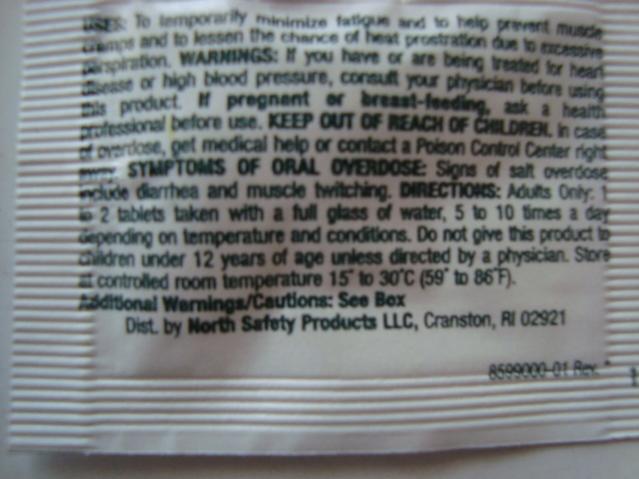 USES: To temporarily minimize fatigue and to help prevent muscle
cramps and to lessen the chance of heat prostration due to excessive
perspiration. WARNINGS: If you have or are being treated for heart
disease or high blood pressure, consult your physician before using
this product. If pregnant or breast-feeding, ask a health
professional before use. KEEP OUT OF REACH OF CHILDREN. In case
of overdose, get medical help or contact a Poison Control Center right
away. SYMPTOMS OF ORAL OVERDOSE: Signs of salt overdose
include diarrhea and muscle twitching. DIRECTIONS: Adults Only: 1
to 2 tablets taken with a full glass of water, 5 to 10 times a day
depending on temperature and conditions. Do not give this product to
children under 12 years of age unless directed by a physician. Store
at controlled room temperature 15° to 30°C (59° to 86°F).
Additional Warnings/Cautions: See Box
Dist. by North Safety Products LLC, Cranston, RI 02921
8599000-01 Rev.